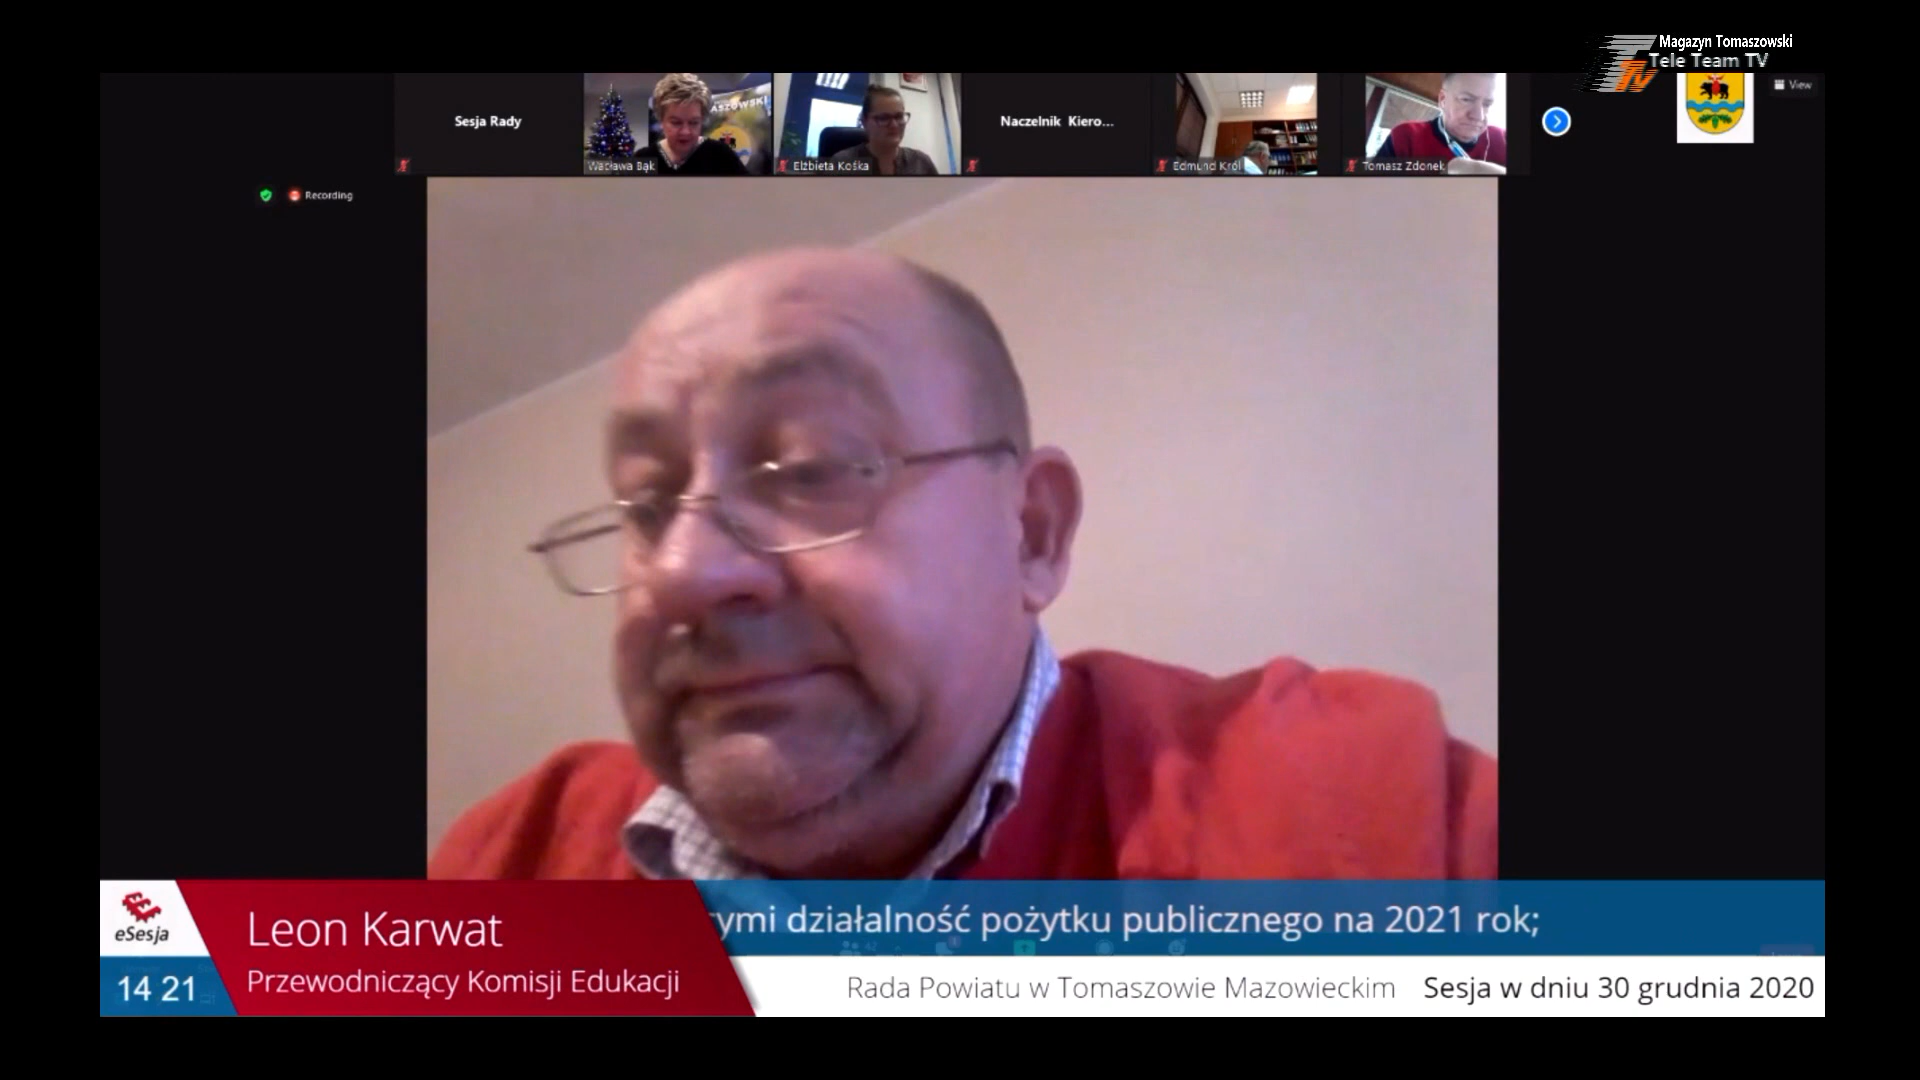 Magazyn Tomaszowski
Tele Team TV
TV
View
Sesja Rady
Naczelnik Kiero...
Wacława Bąk
Elżbieta Kośka
Edmund Król
Tomasz Zdonek
Recording
eSesja
Leon Karwat
Przewodniczący Komisji Edukacji
ymi działalność pożytku publicznego na 2021 rok;
14 21
Rada Powiatu w Tomaszowie Mazowieckim
Sesja w dniu 30 grudnia 2020